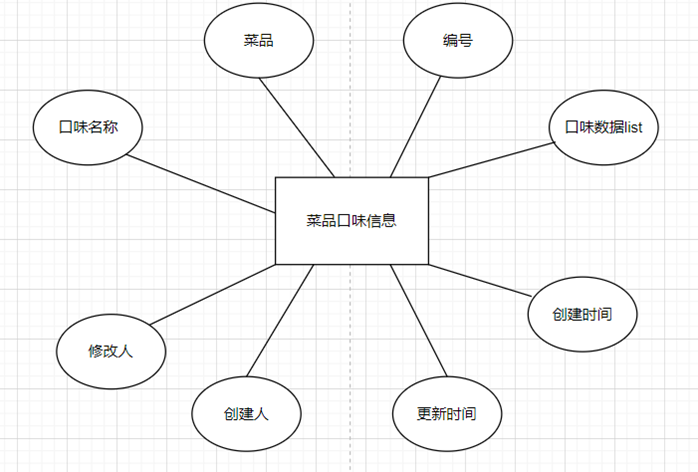 菜品
编号
口味名称
口味数据list
菜品口味信息
创建时间
修改人
创建人
更新时间